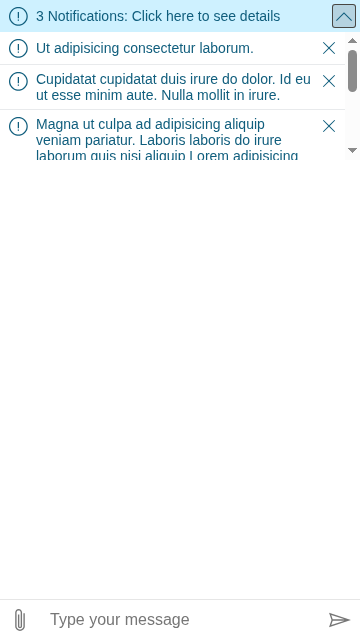 3 Notifications: Click here to see details
Ut adipisicing consectetur laborum.
Cupidatat cupidatat duis irure do dolor. Id eu
ut esse minim aute. Nulla mollit in irure.
Magna ut culpa ad adipisicing aliquip
veniam pariatur. Laboris laboris do irure
laborum quis nisi aliquip Lorem adipisicing
Type your message